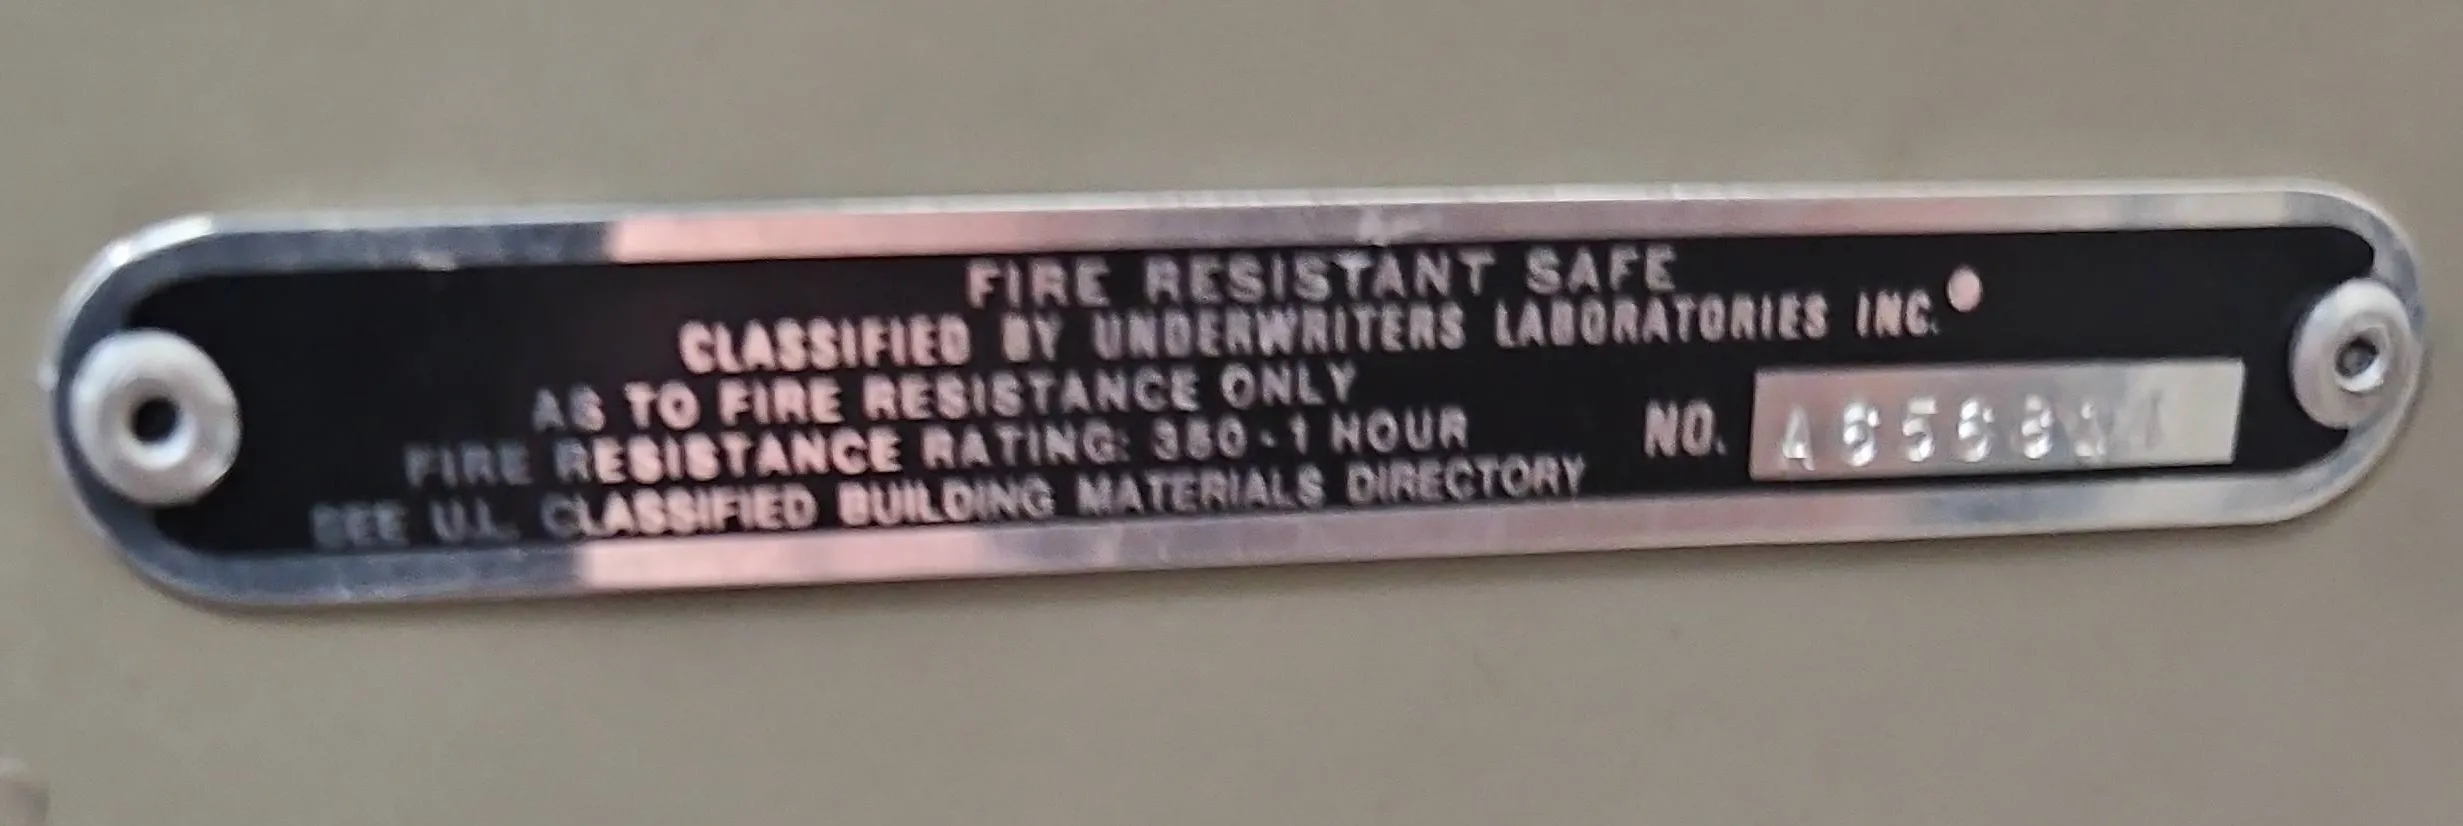 FIRE RESISTANT SAFE
CLASSIFIED BY UNDERWRITERS LABORATORIES INC.
AS TO FIRE RESISTANCE ONLY
FIRE RESISTANCE RATING: 350-1 HOUR
NO.
SEE U.L. CLASSIFIED BUILDING MATERIALS DIRECTORY